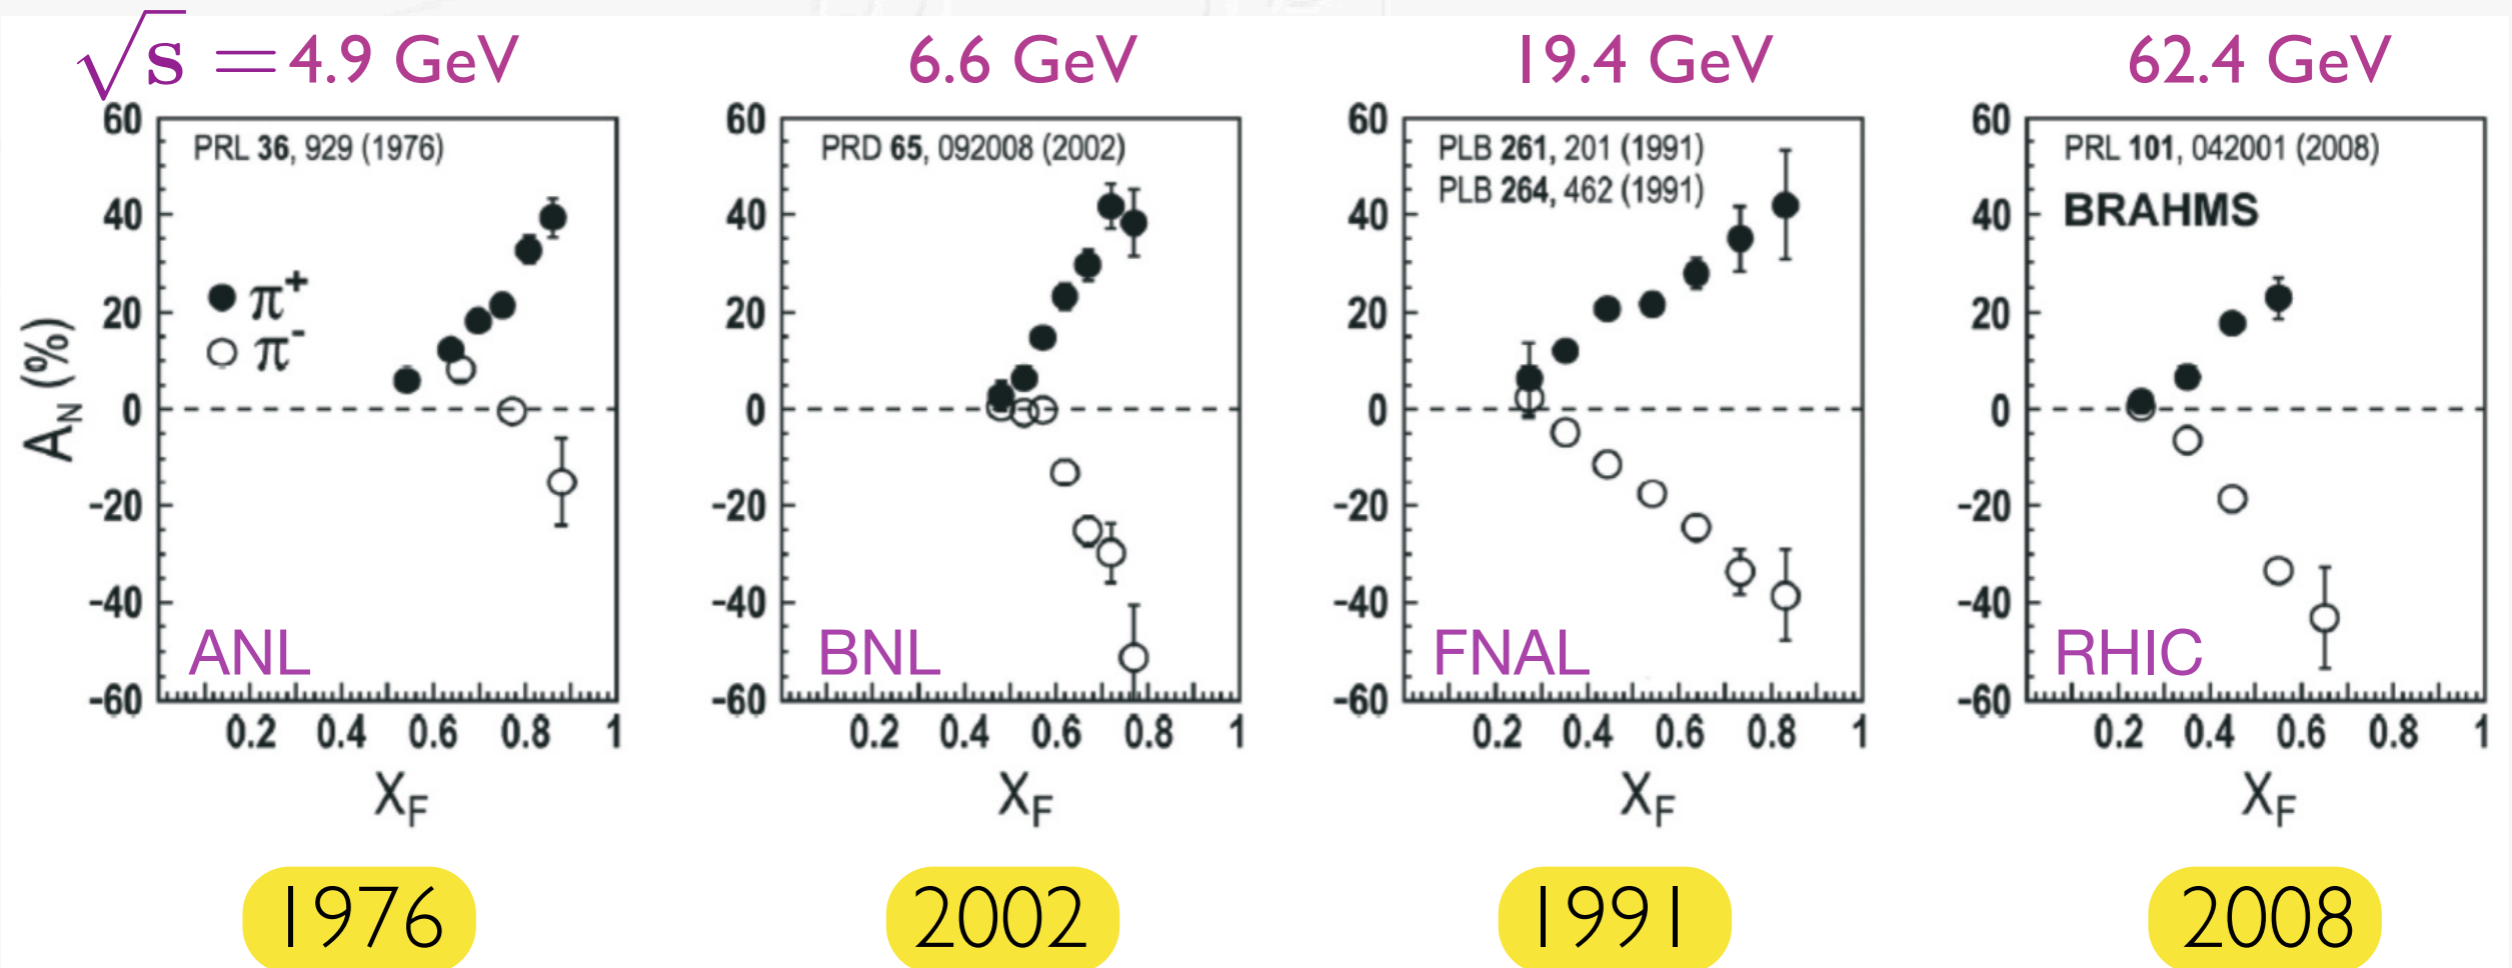 √s = 4.9 GeV
6.6 GeV
19.4 GeV
62.4 GeV
60
PRL 36, 929 (1976)
40
π+
20
π-
0
-20
-40
ANL
-60
0.2 0.4 0.6 0.8 1
AN (%)
XF
1976
60
PRD 65, 092008 (2002)
40
20
0
-20
-40
BNL
-60
0.2 0.4 0.6 0.8 1
XF
2002
60
PLB 261, 201 (1991)
PLB 264, 462 (1991)
40
20
0
-20
-40
FNAL
-60
0.2 0.4 0.6 0.8 1
XF
1991
60
PRL 101, 042001 (2008)
BRAHMS
40
20
0
-20
-40
RHIC
-60
0.2 0.4 0.6 0.8 1
XF
2008